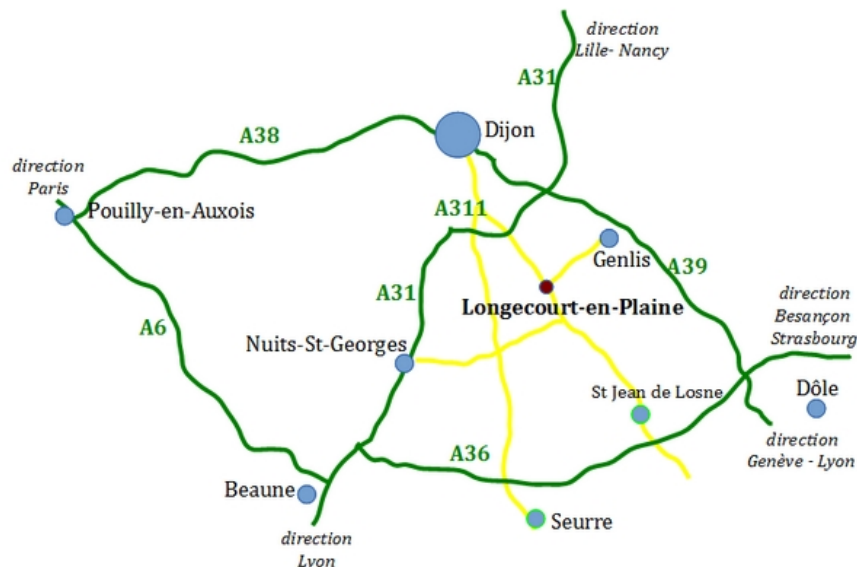 direction
Lille- Nancy
A31
Dijon
A38
direction
Paris
Pouilly-en-Auxois
A311
Genlis
A39
A31
Longecourt-en-Plaine
direction
Besançon
Strasbourg
A6
Nuits-St-Georges
St Jean de Losne
Dôle
direction
Genève - Lyon
A36
Beaune
Seurre
direction
Lyon